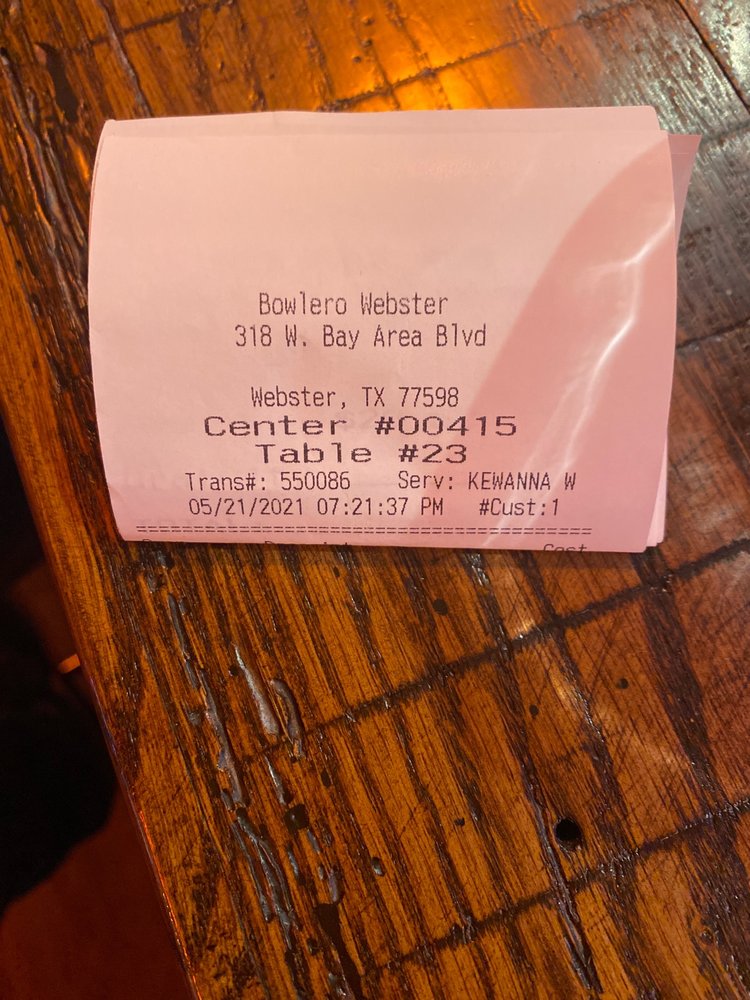 Bowlero Webster
318 W. Bay Area Blvd
Webster, TX 77598
Center #00415
Table #23
Trans#: 550086 Serv: KEWANNA W
05/21/2021 07:21:37 PM #Cust:1
==================================================
Cost